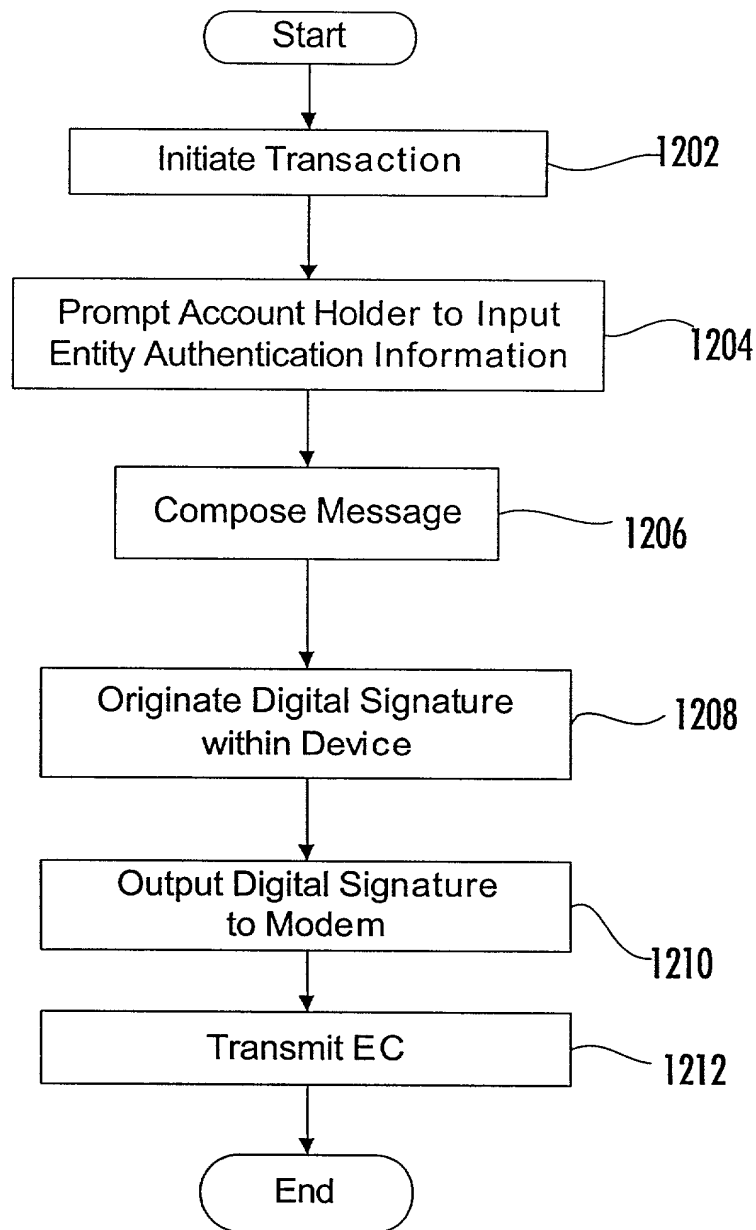 Start
Initiate Transaction
1202
Prompt Account Holder to Input
Entity Authentication Information
1204
Compose Message
1206
Originate Digital Signature
within Device
1208
Output Digital Signature
to Modem
1210
Transmit EC
1212
End